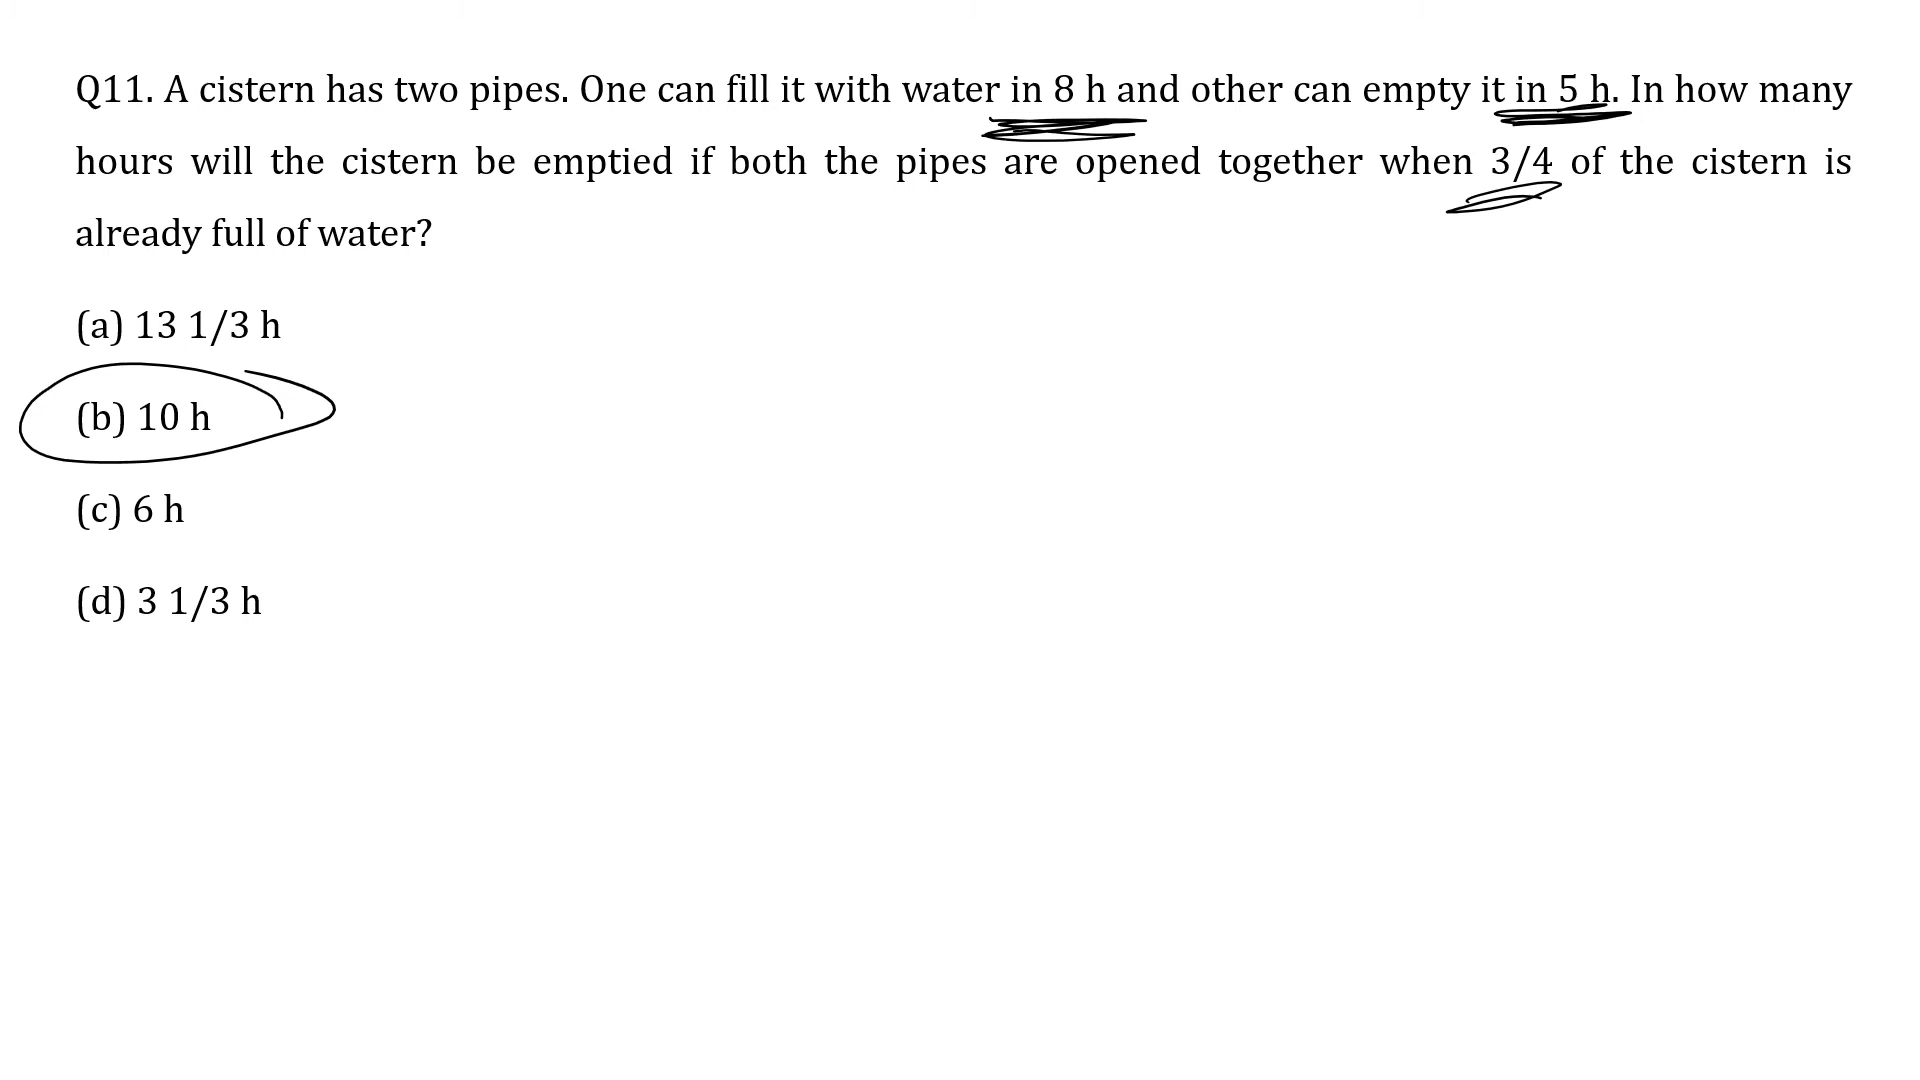 Q11. A cistern has two pipes. One can fill it with water in 8 h and other can empty it in 5 h. In how many
hours will the cistern be emptied if both the pipes are opened together when 3/4 of the cistern is
already full of water?
(a) 13 1/3 h
(b) 10 h
(c) 6 h
(d) 3 1/3 h